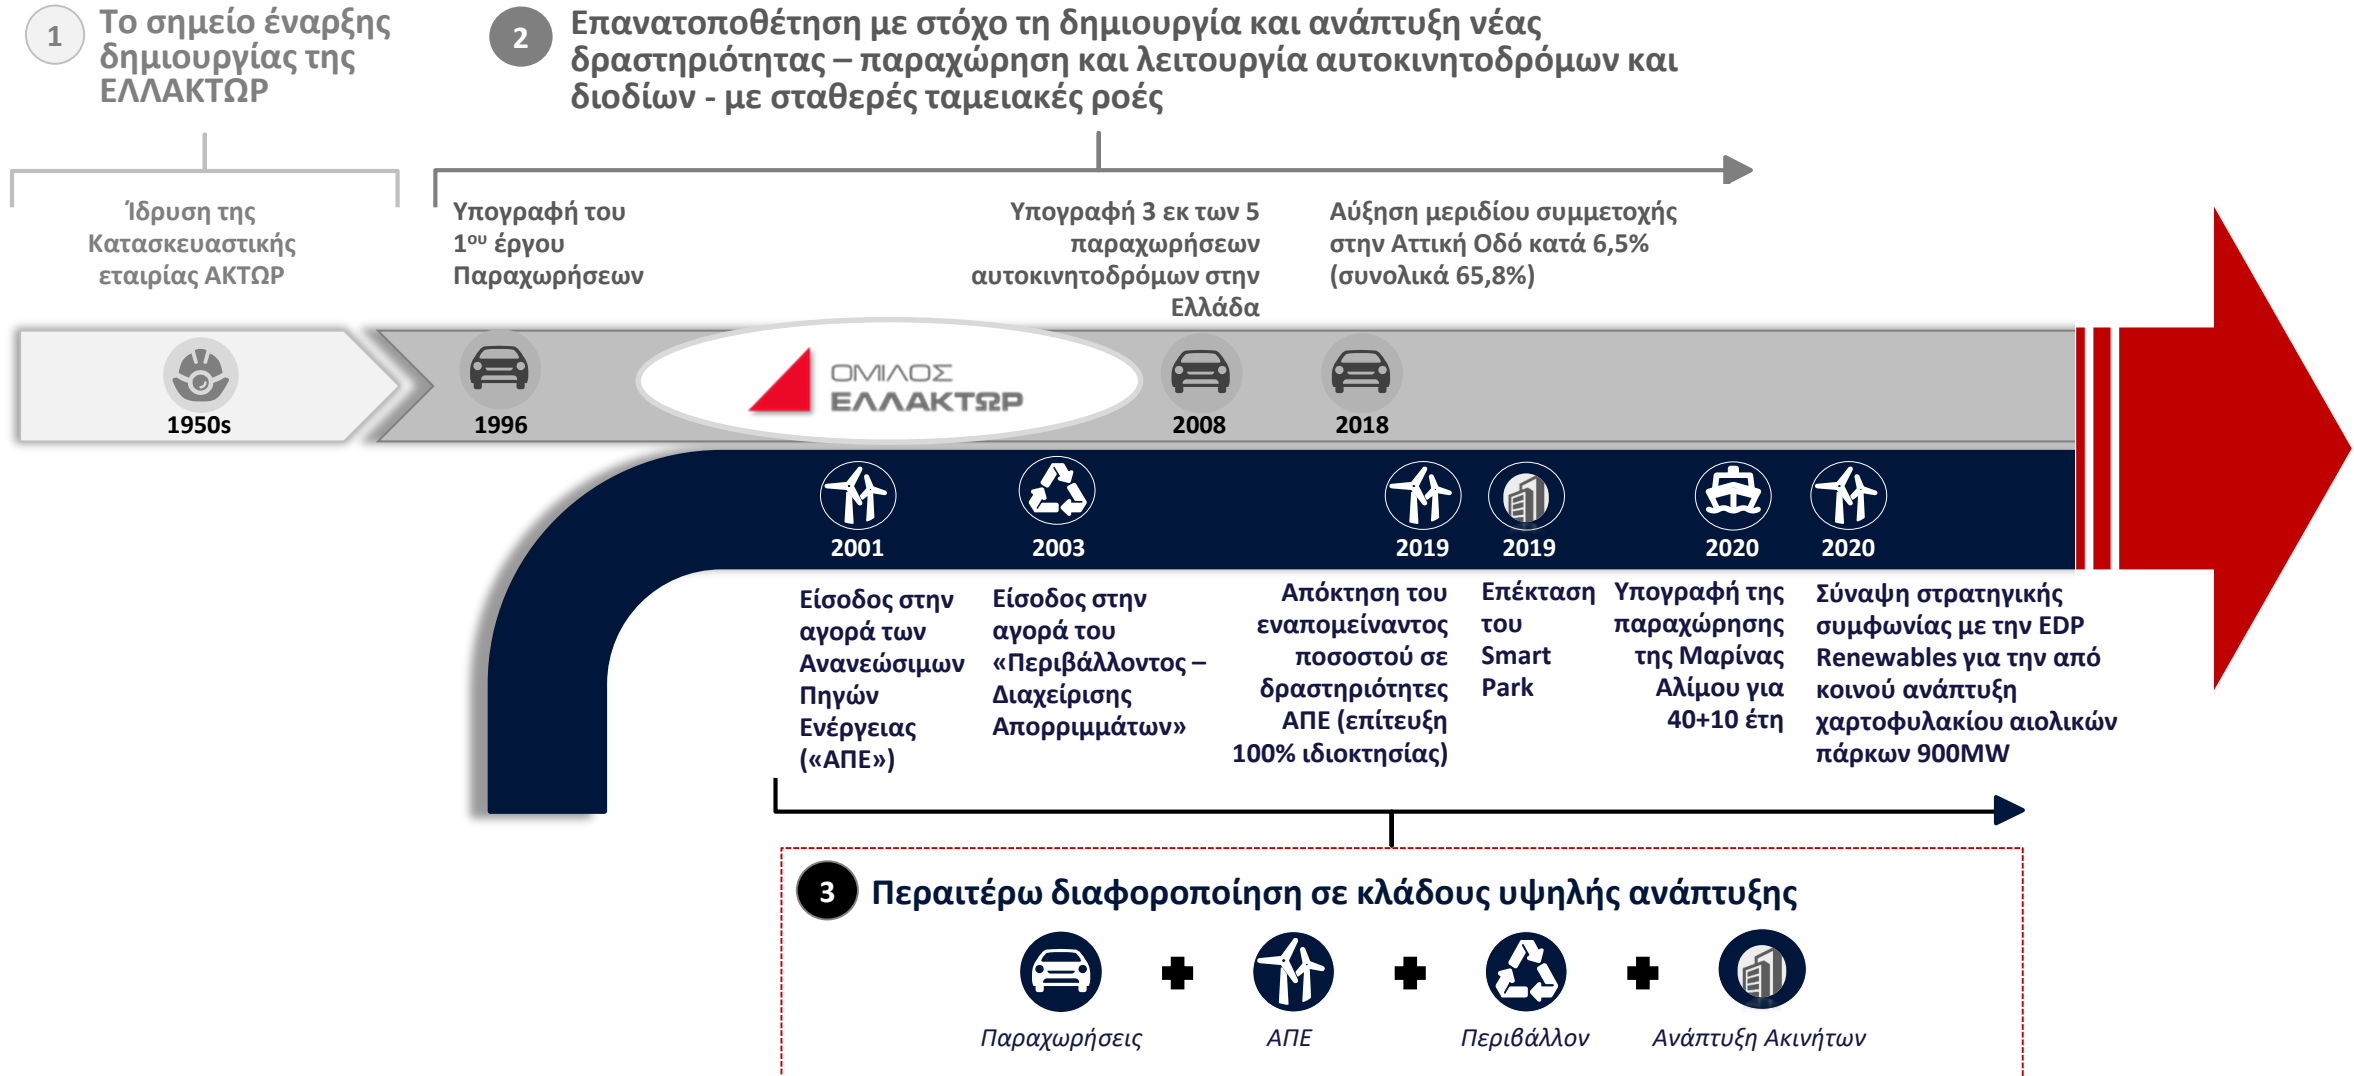 1
Το σημείο έναρξης
δημιουργίας της
ΕΛΛΑΚΤΩΡ
2
Επανατοποθέτηση με στόχο τη δημιουργία και ανάπτυξη νέας
δραστηριότητας – παραχώρηση και λειτουργία αυτοκινητοδρόμων και
διοδίων - με σταθερές ταμειακές ροές
Ίδρυση της
Κατασκευαστικής
εταιρίας ΑΚΤΩΡ
Υπογραφή του
1ου έργου
Παραχωρήσεων
Υπογραφή 3 εκ των 5
παραχωρήσεων
αυτοκινητοδρόμων στην
Ελλάδα
Αύξηση μεριδίου συμμετοχής
στην Αττική Οδό κατά 6,5%
(συνολικά 65,8%)
1950s
1996
ΟΜΙΛΟΣ
ΕΛΛΑΚΤΩΡ
2008
2018
2001
2003
2019
2019
2020
2020
Είσοδος στην
αγορά των
Ανανεώσιμων
Πηγών
Ενέργειας
(«ΑΠΕ»)
Είσοδος στην
αγορά του
«Περιβάλλοντος –
Διαχείρισης
Απορριμμάτων»
Απόκτηση του
εναπομείναντος
ποσοστού σε
δραστηριότητες
ΑΠΕ (επίτευξη
100% ιδιοκτησίας)
Επέκταση
του
Smart
Park
Υπογραφή της
παραχώρησης
της Μαρίνας
Αλίμου για
40+10 έτη
Σύναψη στρατηγικής
συμφωνίας με την EDP
Renewables για την από
κοινού ανάπτυξη
χαρτοφυλακίου αιολικών
πάρκων 900MW
3
Περαιτέρω διαφοροποίηση σε κλάδους υψηλής ανάπτυξης
Παραχωρήσεις
ΑΠΕ
Περιβάλλον
Ανάπτυξη Ακινήτων